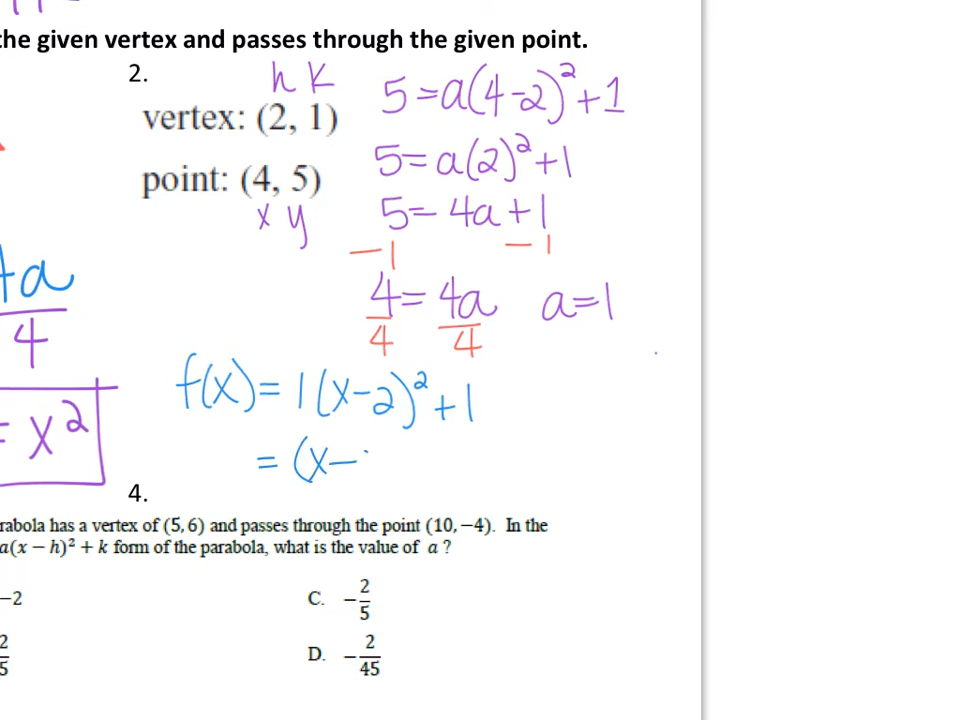 the given vertex and passes through the given point.
2.
h k
vertex: (2, 1)
point: (4, 5)
x y
5=a(4-2)²+1
5=a(2)²+1
5=4a+1
-1 -1
4=4a a=1
4 4
a
4
= x²
f(x)=1(x-2)²+1
=(x-
4.
rabola has a vertex of (5, 6) and passes through the point (10, −4). In the
a(x − h)² + k form of the parabola, what is the value of a ?
−2
C. −2/5
2
5
D. −2/45